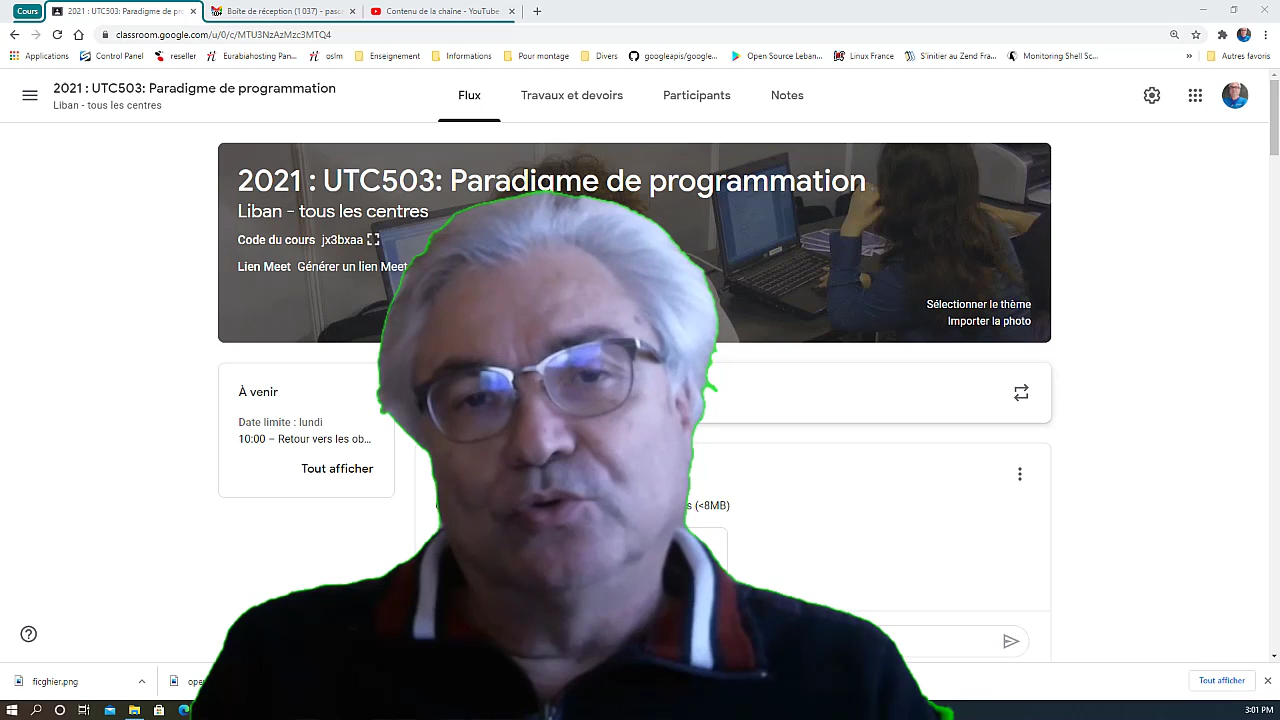 Cours
2021 : UTC503: Paradigme de pro
Boîte de réception (1 037) - pasc
Contenu de la chaîne - YouTube
classroom.google.com/u/0/c/MTU3NzAzMzc3MTQ4
Applications
Control Panel
reseller
Eurabiahosting Pan...
oslm
Enseignement
Informations
Pour montage
Divers
googleapis/google...
Open Source Leban...
Linux France
S'initier au Zend Fra...
Monitoring Shell Sc...
»
Autres favoris
2021 : UTC503: Paradigme de programmation
Liban - tous les centres
Flux
Travaux et devoirs
Participants
Notes
2021 : UTC503: Paradigme de programmation
Liban - tous les centres
Code du cours jx3bxaa
Lien Meet Générer un lien Meet
Sélectionner le thème
Importer la photo
À venir
Date limite : lundi
10:00 – Retour vers les ob...
Tout afficher
s (<8MB)
ficghier.png
ope
Tout afficher
3:01 PM